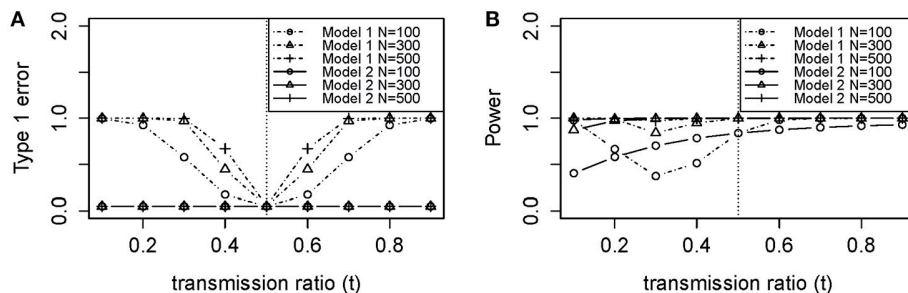 A
Type 1 error
2.0
1.0
0.0
Model 1 N=100
Model 1 N=300
Model 1 N=500
Model 2 N=100
Model 2 N=300
Model 2 N=500
0.2 0.4 0.6 0.8
transmission ratio (t)
B
Power
2.0
1.0
0.0
Model 1 N=100
Model 1 N=300
Model 1 N=500
Model 2 N=100
Model 2 N=300
Model 2 N=500
0.2 0.4 0.6 0.8
transmission ratio (t)